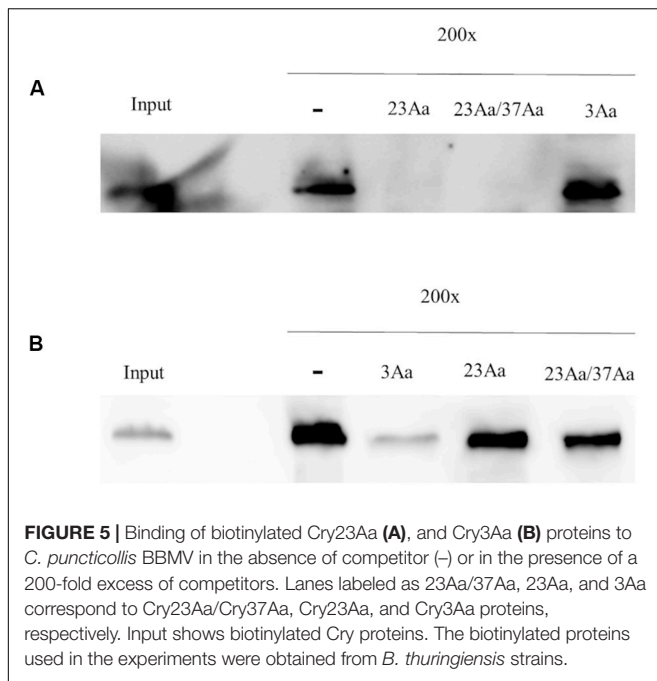 200x
A
Input
–
23Aa
23Aa/37Aa
3Aa
200x
B
Input
–
3Aa
23Aa
23Aa/37Aa
FIGURE 5 | Binding of biotinylated Cry23Aa (A), and Cry3Aa (B) proteins to
C. puncticollis BBMV in the absence of competitor (–) or in the presence of a
200-fold excess of competitors. Lanes labeled as 23Aa/37Aa, 23Aa, and 3Aa
correspond to Cry23Aa/Cry37Aa, Cry23Aa, and Cry3Aa proteins,
respectively. Input shows biotinylated Cry proteins. The biotinylated proteins
used in the experiments were obtained from B. thuringiensis strains.